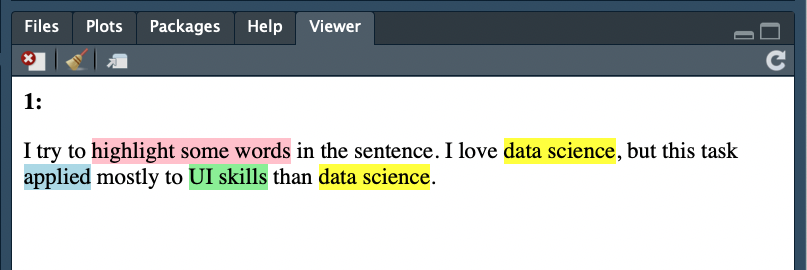 Files Plots Packages Help Viewer
1:
I try to highlight some words in the sentence. I love data science, but this task
applied mostly to UI skills than data science.